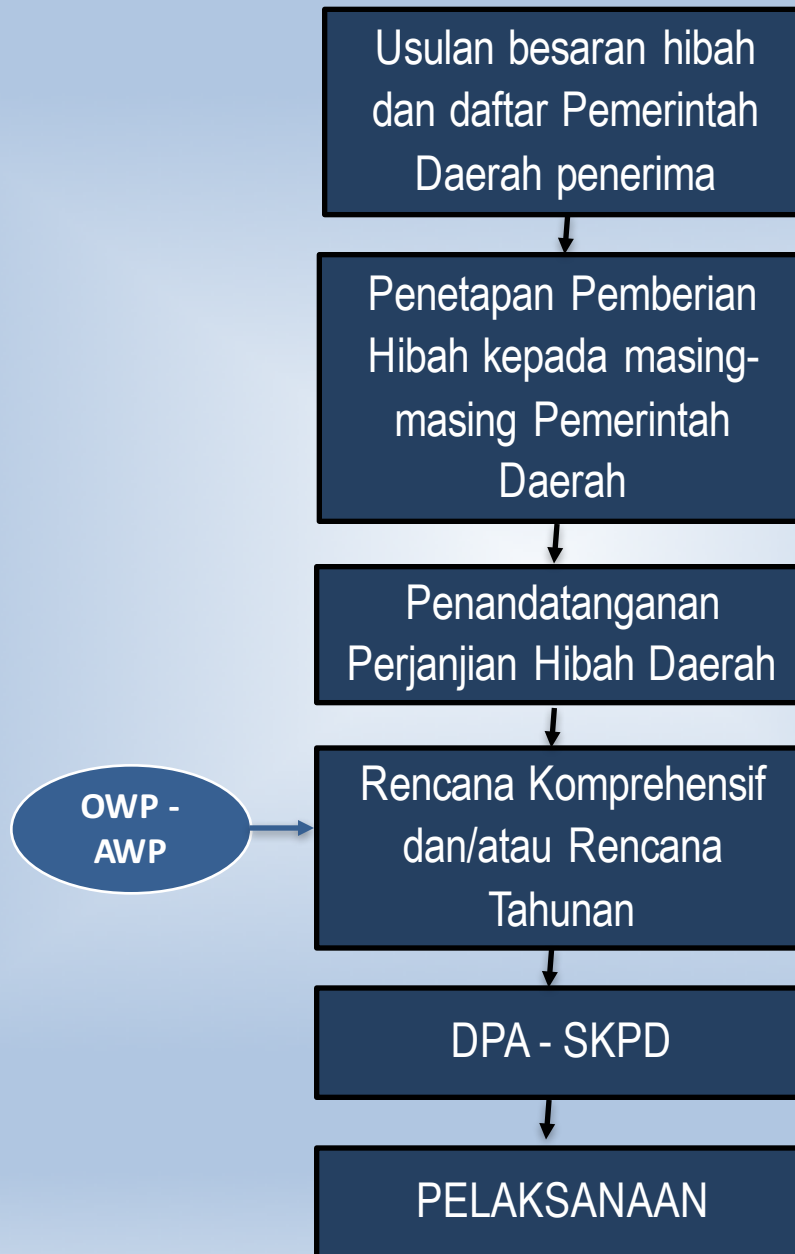 Usulan besaran hibah
dan daftar Pemerintah
Daerah penerima
Penetapan Pemberian
Hibah kepada masing-
masing Pemerintah
Daerah
Penandatanganan
Perjanjian Hibah Daerah
OWP -
AWP
Rencana Komprehensif
dan/atau Rencana
Tahunan
DPA - SKPD
PELAKSANAAN